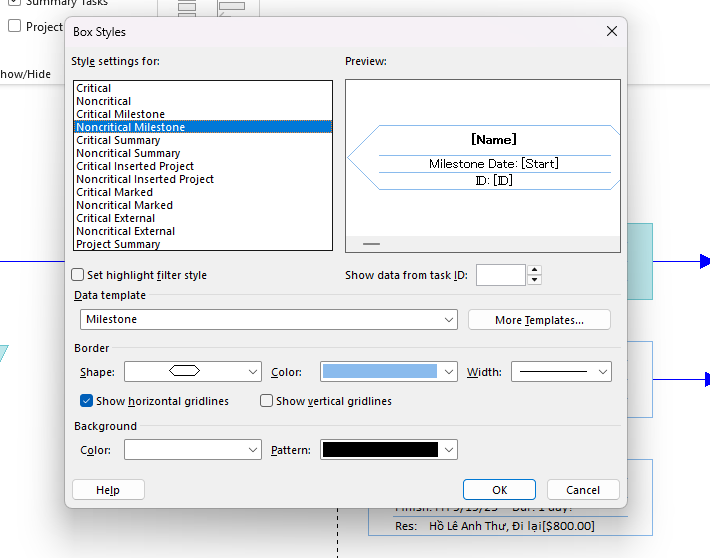 Summary Tasks
Project
how/Hide
Box Styles
Style settings for:
Critical
Noncritical
Critical Milestone
Noncritical Milestone
Critical Summary
Noncritical Summary
Critical Inserted Project
Noncritical Inserted Project
Critical Marked
Noncritical Marked
Critical External
Noncritical External
Project Summary
Preview:
[Name]
Milestone Date: [Start]
ID: [ID]
Set highlight filter style
Show data from task ID:
Data template
Milestone
More Templates...
Border
Shape:
Color:
Width:
Show horizontal gridlines
Show vertical gridlines
Background
Color:
Pattern:
Help
OK
Cancel
Res: Hồ Lê Anh Thư, Đi lại[$800.00]